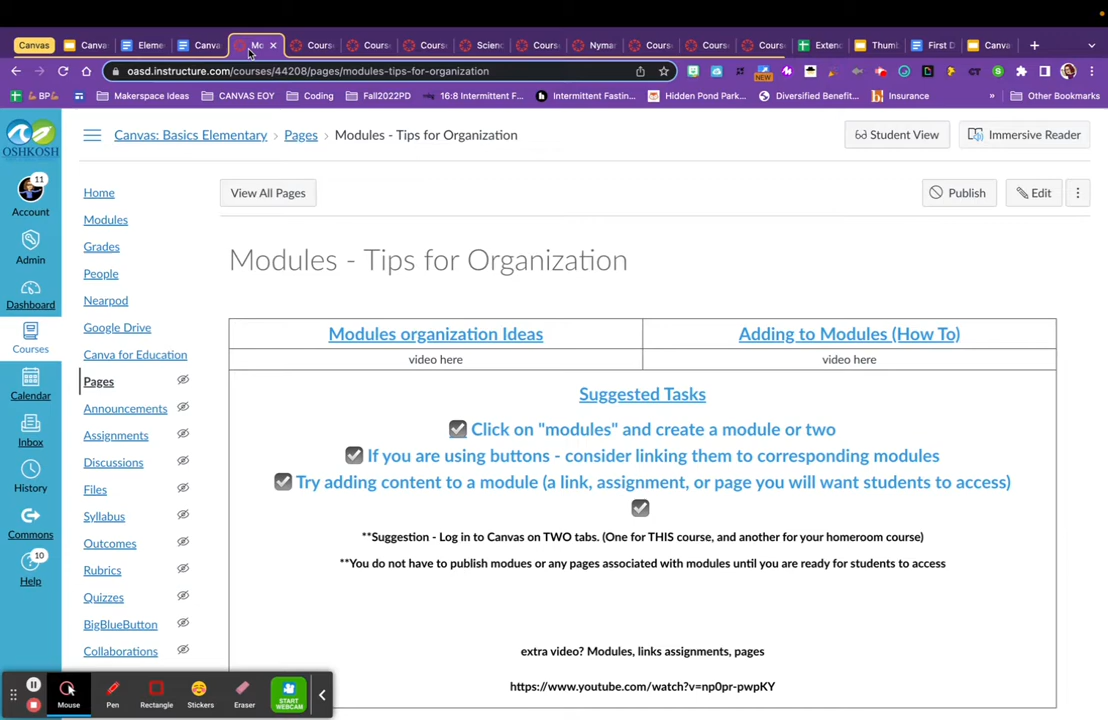 Canvas
Canva
Eleme
Canva
Mo
Cours
Cours
Cours
Scien
Cours
Nymar
Cours
Cours
Cours
Exten
Thum
First D
Canva
oasd.instructure.com/courses/44208/pages/modules-tips-for-organization
NEW
CT
BP
Makerspace Ideas
CANVAS EOY
Coding
Fall2022PD
16:8 Intermittent F...
Intermittent Fastin...
Hidden Pond Park...
Diversified Benefit...
Insurance
»
Other Bookmarks
OSHKOSH
11
Account
Admin
Dashboard
Courses
Calendar
Inbox
History
Commons
10
Help
Canvas: Basics Elementary > Pages > Modules - Tips for Organization
Student View
Immersive Reader
Home
Modules
Grades
People
Nearpod
Google Drive
Canva for Education
Pages
Announcements
Assignments
Discussions
Files
Syllabus
Outcomes
Rubrics
Quizzes
BigBlueButton
Collaborations
View All Pages
Publish
Edit
Modules - Tips for Organization
Modules organization Ideas
Adding to Modules (How To)
video here
video here
Suggested Tasks
Click on "modules" and create a module or two
If you are using buttons - consider linking them to corresponding modules
Try adding content to a module (a link, assignment, or page you will want students to access)
**Suggestion - Log in to Canvas on TWO tabs. (One for THIS course, and another for your homeroom course)
**You do not have to publish modues or any pages associated with modules until you are ready for students to access
extra video? Modules, links assignments, pages
https://www.youtube.com/watch?v=np0pr-pwpKY
Mouse
Pen
Rectangle
Stickers
Eraser
START
WEBCAM